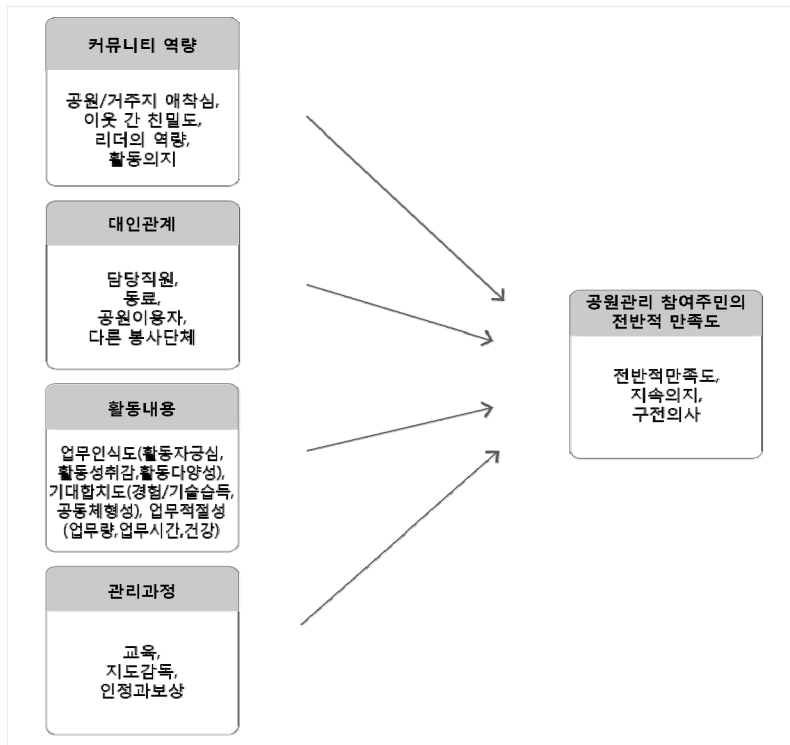 커뮤니티 역량
공원/거주지 애착심,
이웃 간 친밀도,
리더의 역량,
활동의지
대인관계
담당직원,
동료,
공원이용자,
다른 봉사단체
활동내용
업무인식도(활동자긍심,
활동성취감,활동다양성),
기대합치도(경험/기술습득,
공동체형성), 업무적절성
(업무량,업무시간,건강)
관리과정
교육,
지도감독,
인정과보상
공원관리 참여주민의
전반적 만족도
전반적만족도,
지속의지,
구전의사